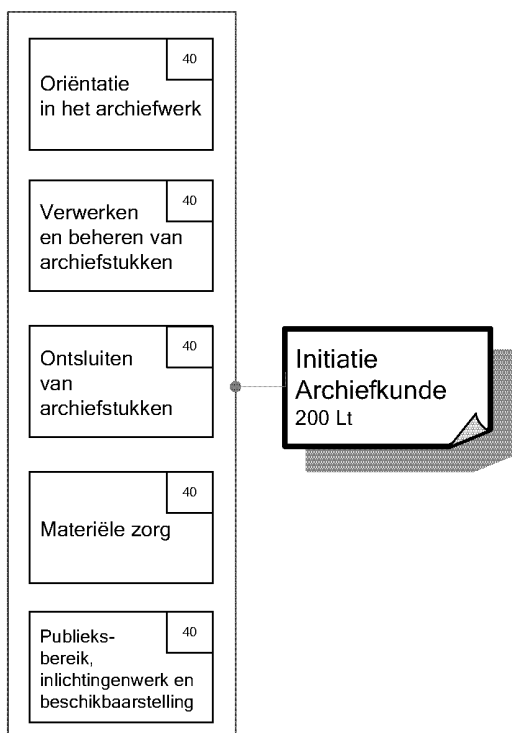 40
Oriëntatie
in het archiefwerk
40
Verwerken
en beheren van
archiefstukken
40
Ontsluiten
van
archiefstukken
40
Materiële zorg
40
Publieks-
bereik,
inlichtingenwerk en
beschikbaarstelling
Initiatie
Archiefkunde
200 Lt